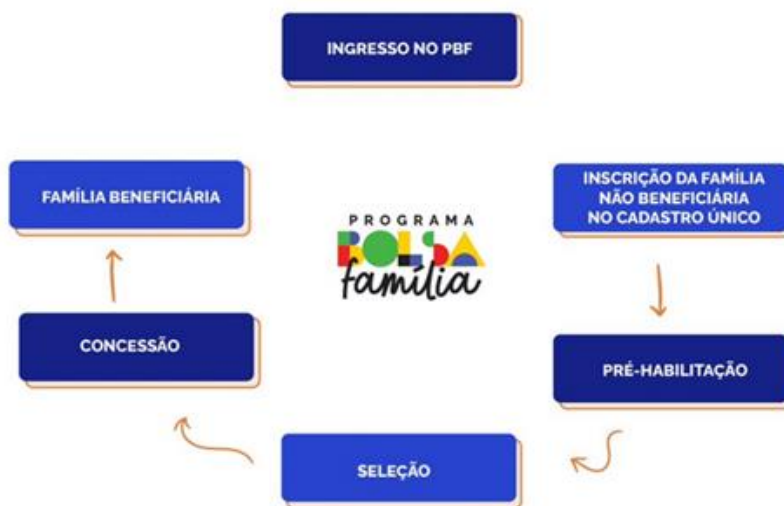 INGRESSO NO PBF
INSCRIÇÃO DA FAMÍLIA
NÃO BENEFICIÁRIA
NO CADASTRO ÚNICO
FAMÍLIA BENEFICIÁRIA
PROGRAMA
BOLSA
família
CONCESSÃO
PRÉ-HABILITAÇÃO
SELEÇÃO